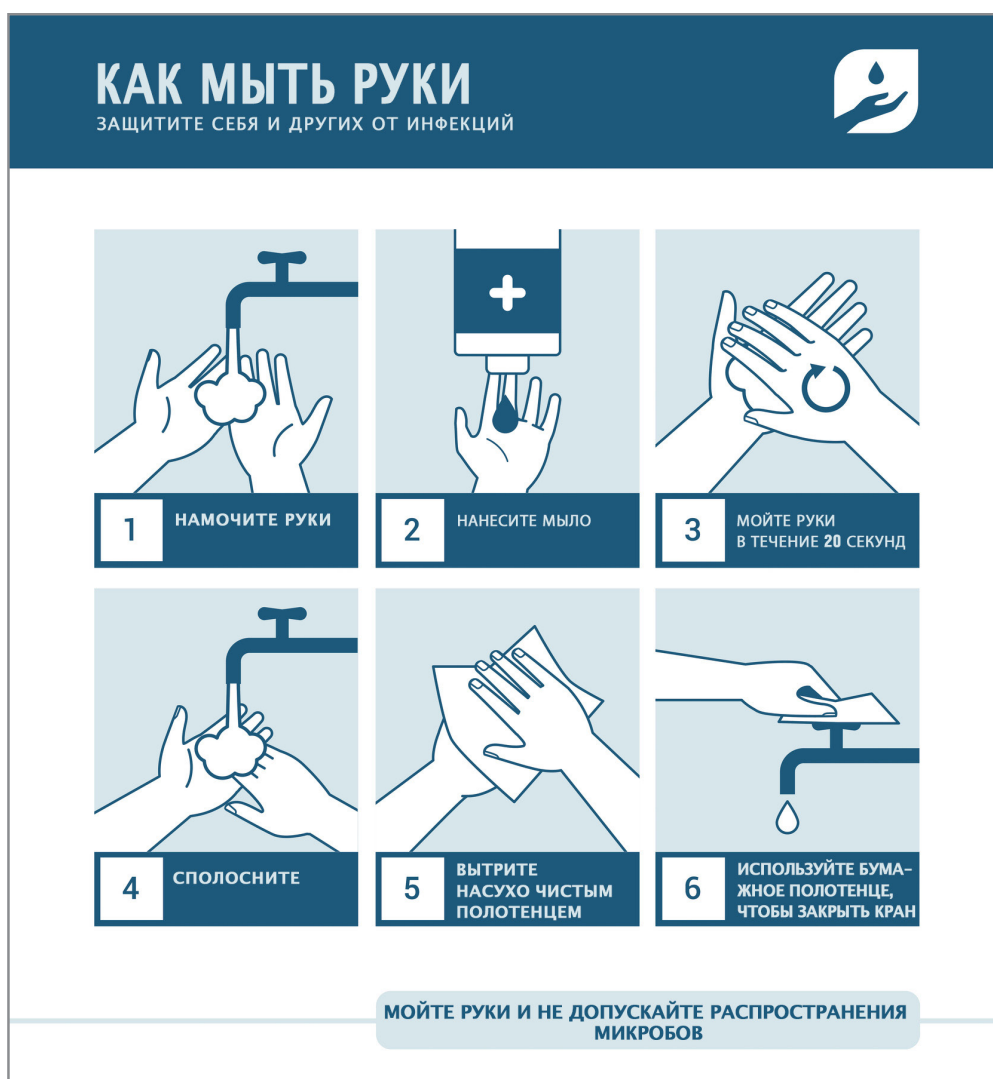 КАК МЫТЬ РУКИ
ЗАЩИТИТЕ СЕБЯ И ДРУГИХ ОТ ИНФЕКЦИЙ
1
НАМОЧИТЕ РУКИ
2
НАНЕСИТЕ МЫЛО
3
МОЙТЕ РУКИ
В ТЕЧЕНИЕ 20 СЕКУНД
4
СПОЛОСНИТЕ
5
ВЫТРИТЕ
НАСУХО ЧИСТЫМ
ПОЛОТЕНЦЕМ
6
ИСПОЛЬЗУЙТЕ БУМА-
ЖНОЕ ПОЛОТЕНЦЕ,
ЧТОБЫ ЗАКРЫТЬ КРАН
МОЙТЕ РУКИ И НЕ ДОПУСКАЙТЕ РАСПРОСТРАНЕНИЯ
МИКРОБОВ